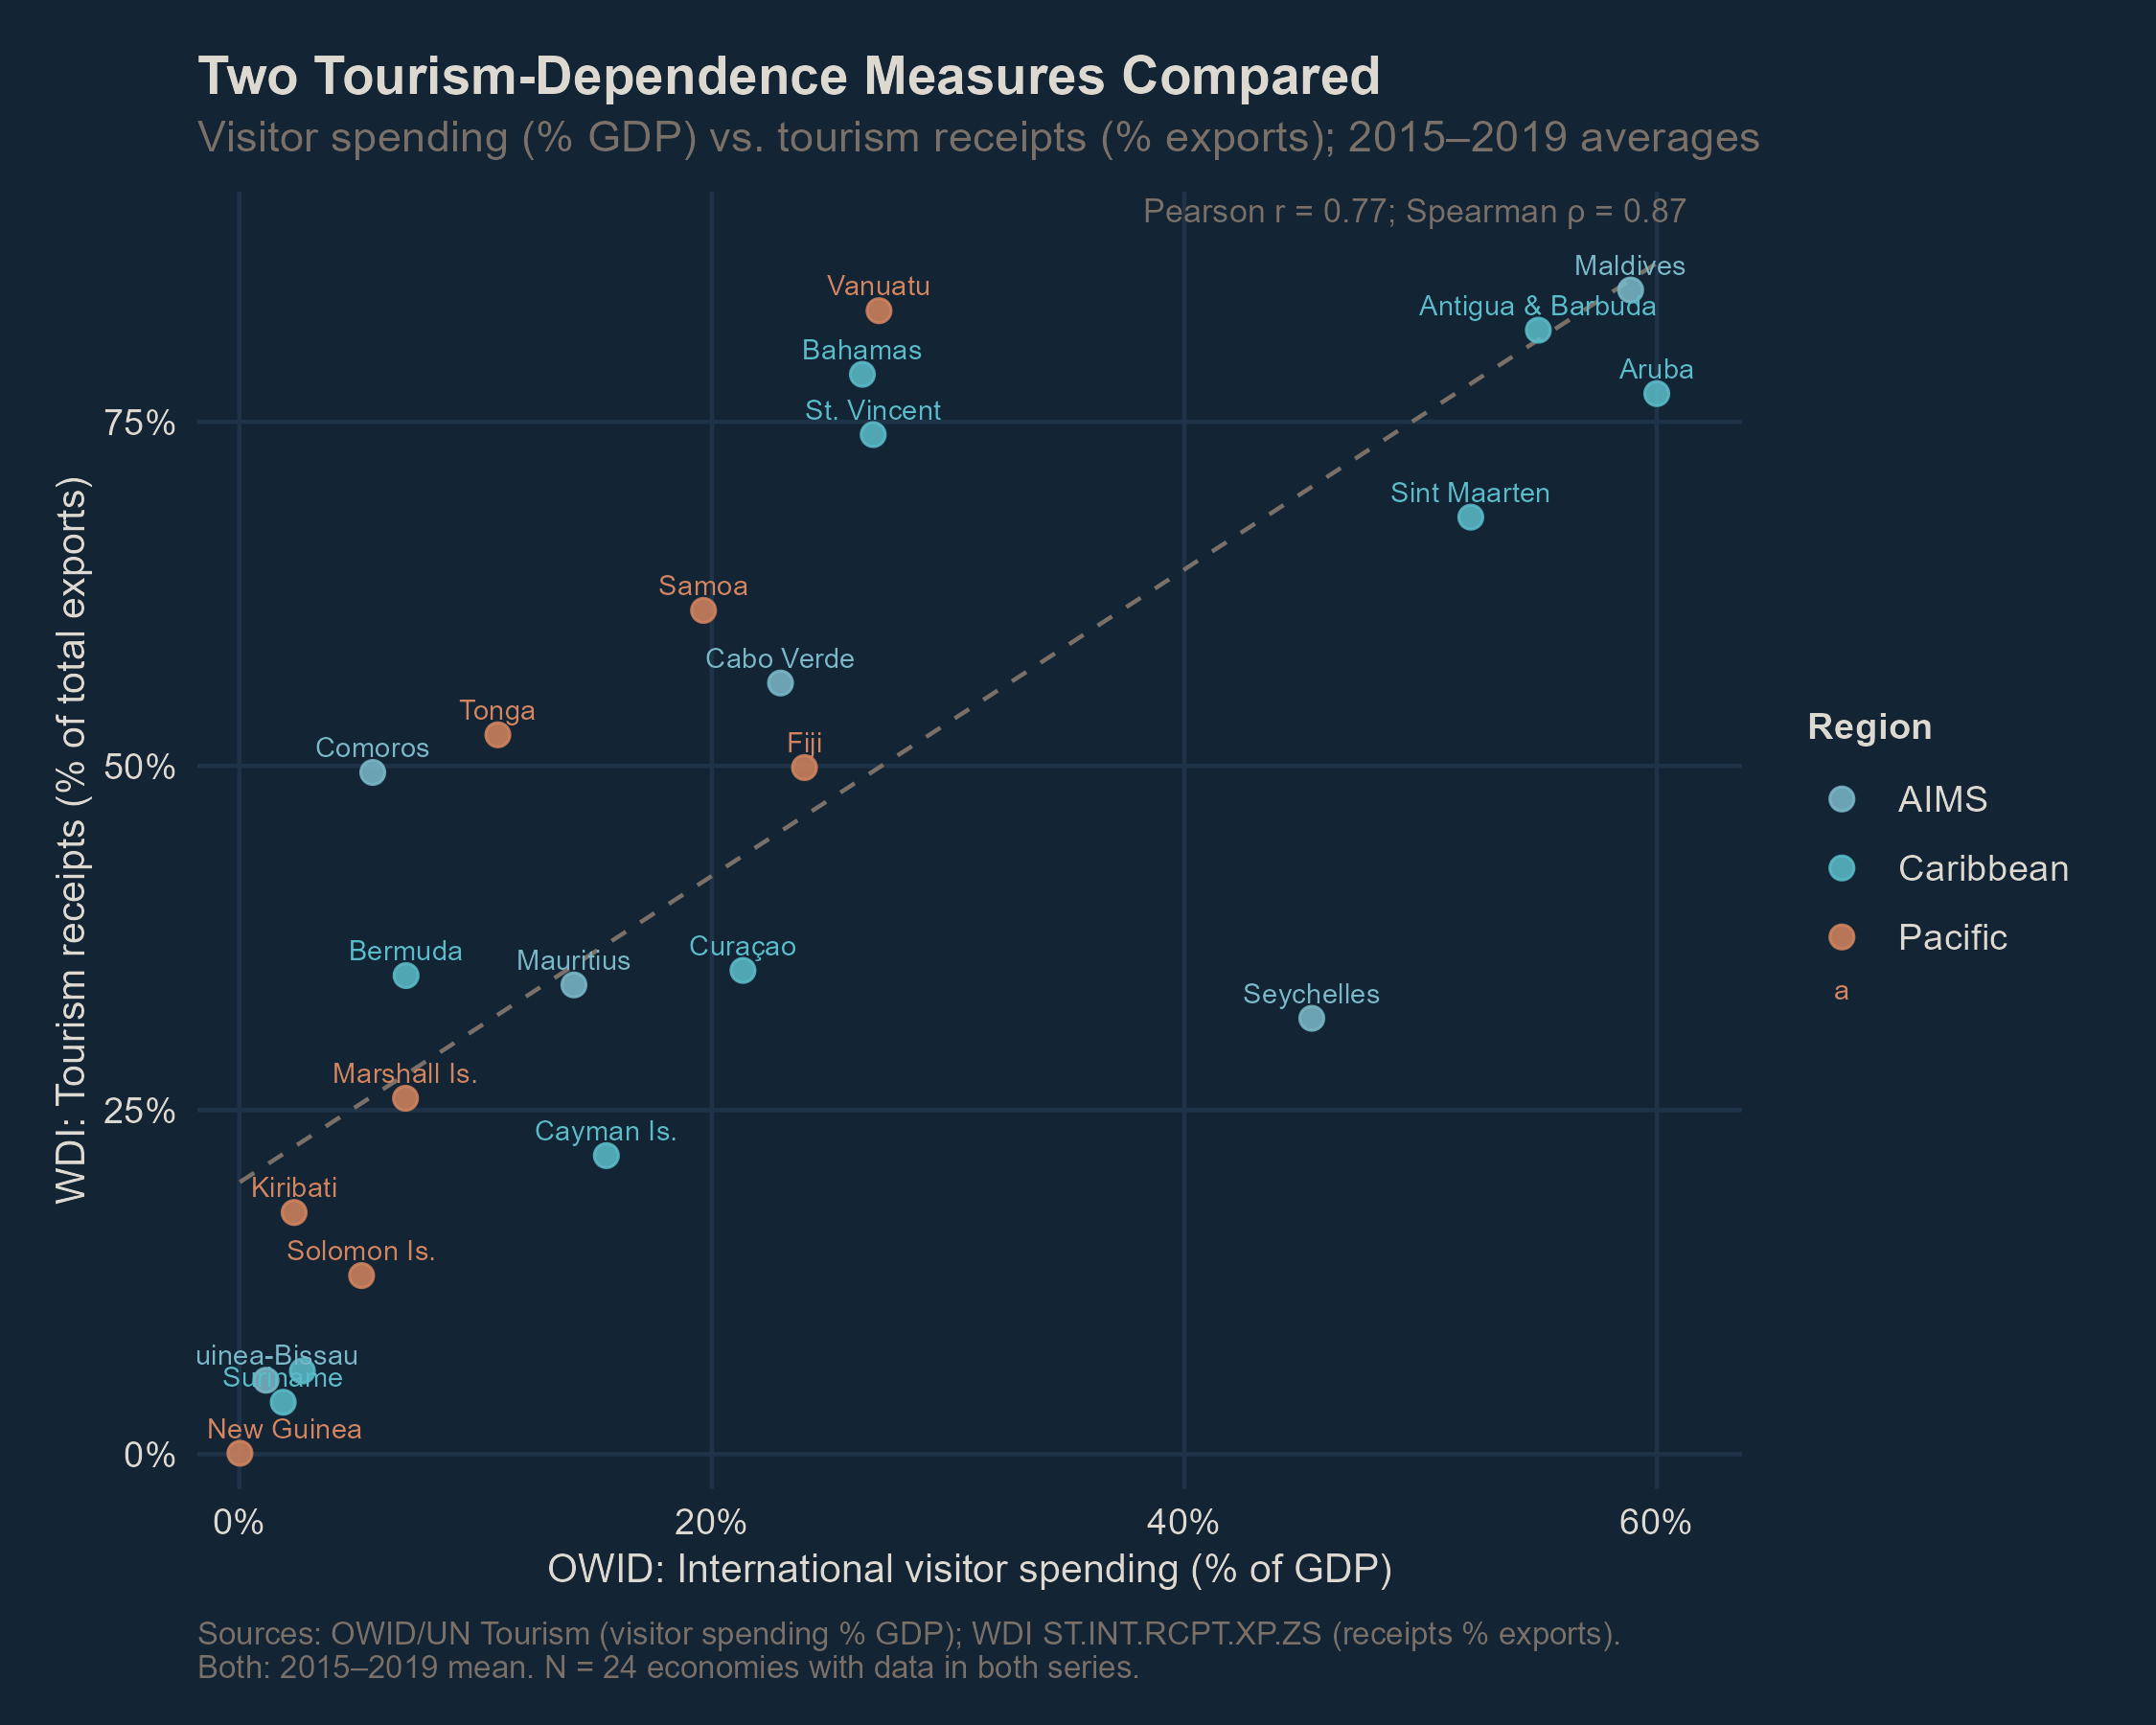 Two Tourism-Dependence Measures Compared
Visitor spending (% GDP) vs. tourism receipts (% exports); 2015–2019 averages
Pearson r = 0.77; Spearman ρ = 0.87
Maldives
Vanuatu
Antigua & Barbuda
Bahamas
Aruba
St. Vincent
75%
Sint Maarten
Samoa
Cabo Verde
Tonga
Fiji
Comoros
50%
WDI: Tourism receipts (% of total exports)
Region
AIMS
Caribbean
Pacific
a
Curaçao
Bermuda
Mauritius
Seychelles
Marshall Is.
25%
Cayman Is.
Kiribati
Solomon Is.
uinea-Bissau
Suriname
New Guinea
0%
0%
20%
40%
60%
OWID: International visitor spending (% of GDP)
Sources: OWID/UN Tourism (visitor spending % GDP); WDI ST.INT.RCPT.XP.ZS (receipts % exports).
Both: 2015–2019 mean. N = 24 economies with data in both series.